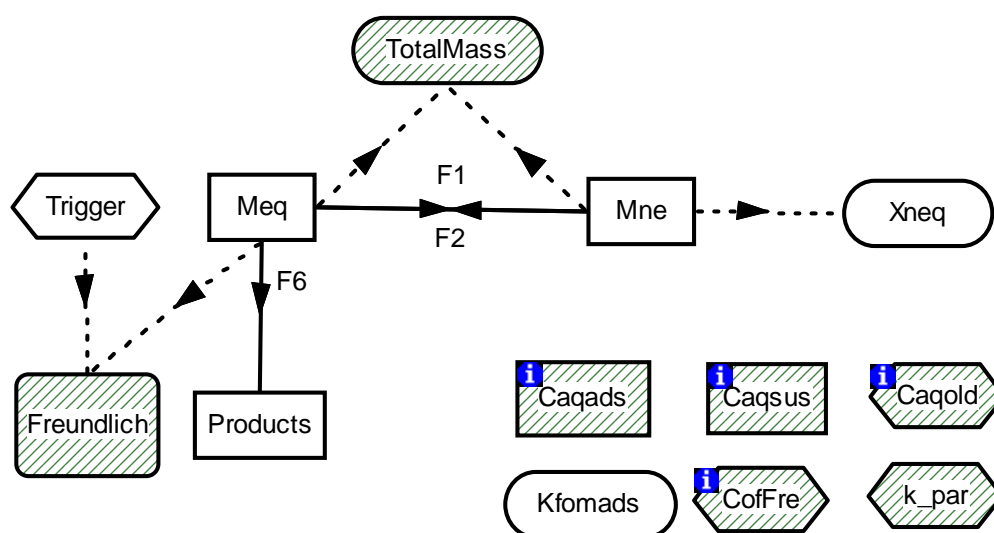 TotalMass
Trigger
Meq
F1
F2
Mne
Xneq
F6
Freundlich
Products
i
Caqads
i
Caqsus
i
Caqold
Kfomads
i
CofFre
k_par